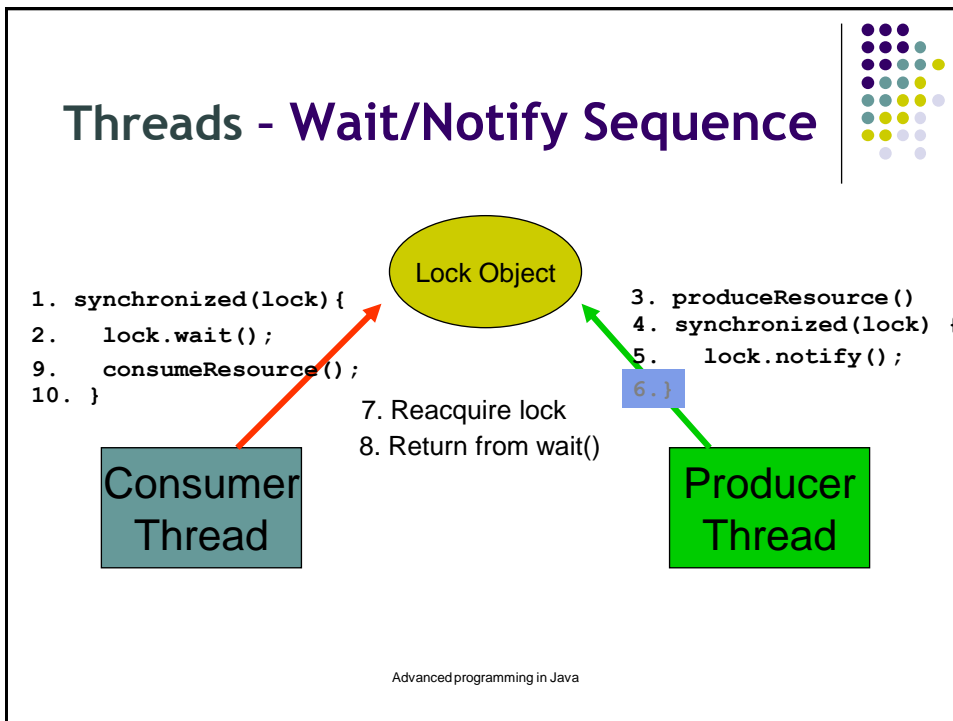 Threads - Wait/Notify Sequence
Lock Object
1. synchronized(lock){
2. lock.wait();
9. consumeResource();
10. }
3. produceResource()
4. synchronized(lock) {
5. lock.notify();
6.}
7. Reacquire lock
8. Return from wait()
Consumer
Thread
Producer
Thread
Advanced programming in Java